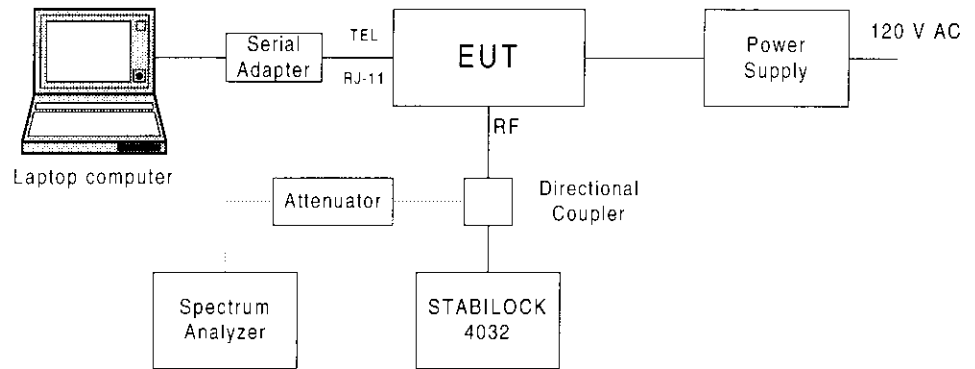 Serial
Adapter
TEL
RJ-11
EUT
Power
Supply
120 V AC
RF
Laptop computer
Attenuator
Directional
Coupler
Spectrum
Analyzer
STABILOCK
4032